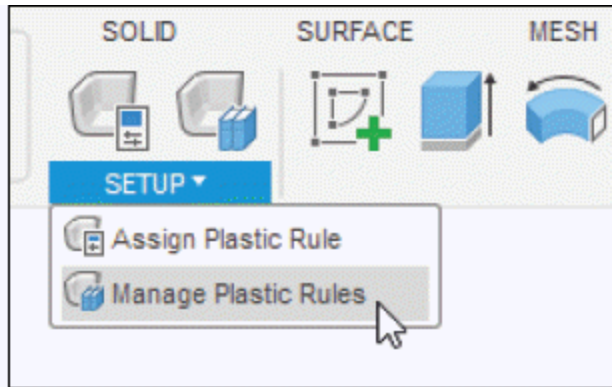 SOLID SURFACE MESH
SETUP
Assign Plastic Rule
Manage Plastic Rules